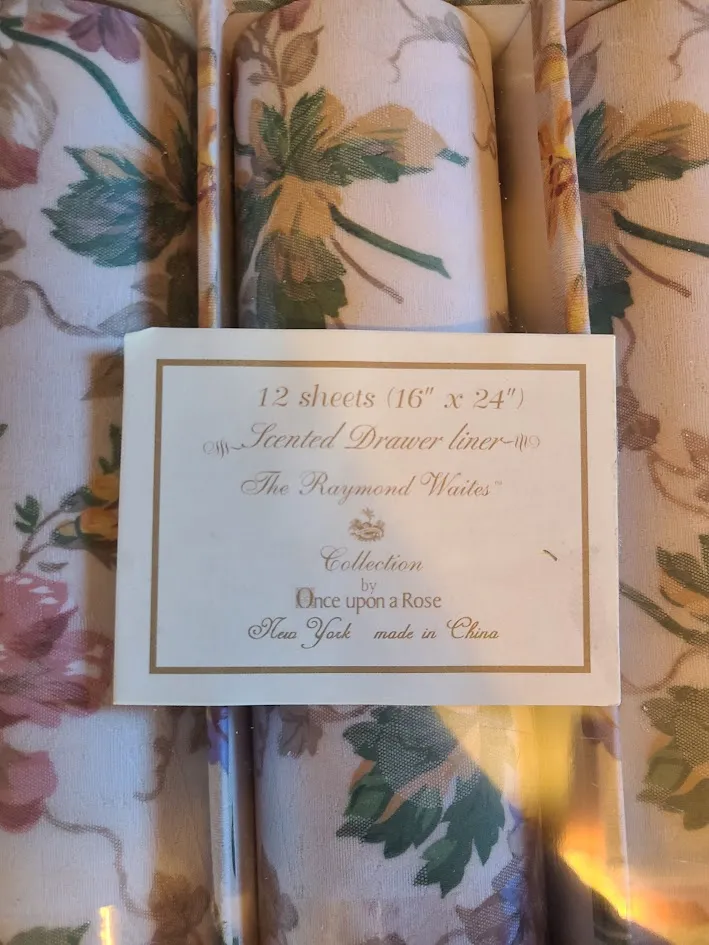 12 sheets (16" x 24")
Scented Drawer liner
The Raymond Waites™
Collection
by
Once upon a Rose
New York made in China